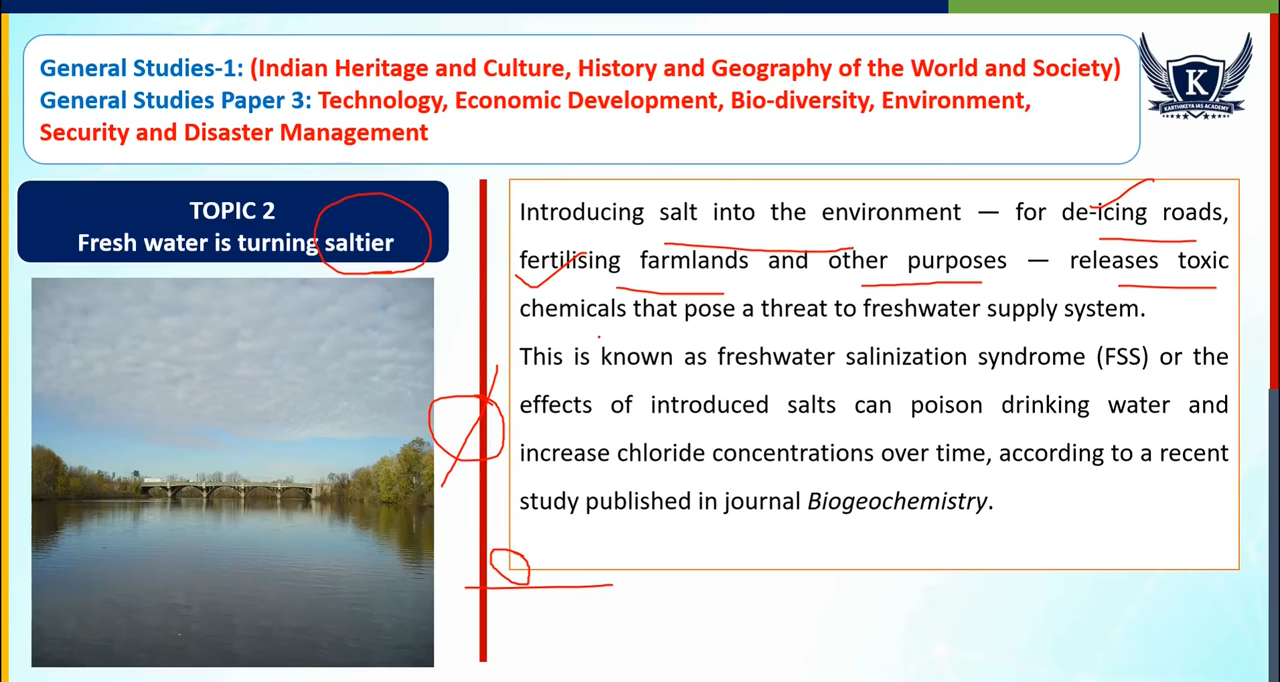 General Studies-1: (Indian Heritage and Culture, History and Geography of the World and Society)
General Studies Paper 3: Technology, Economic Development, Bio-diversity, Environment,
Security and Disaster Management
K
KARTHIKEYA IAS ACADEMY
TOPIC 2
Fresh water is turning saltier
Introducing salt into the environment — for de-icing roads,
fertilising farmlands and other purposes — releases toxic
chemicals that pose a threat to freshwater supply system.
This is known as freshwater salinization syndrome (FSS) or the
effects of introduced salts can poison drinking water and
increase chloride concentrations over time, according to a recent
study published in journal Biogeochemistry.